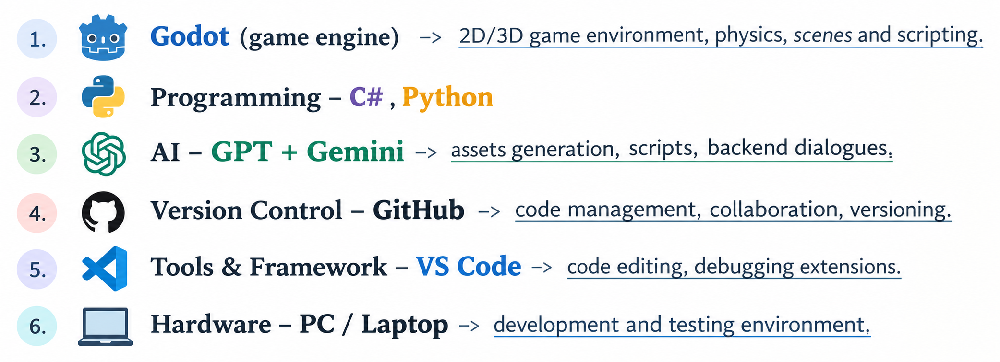 1. Godot (game engine) –> 2D/3D game environment, physics, scenes and scripting.
2. Programming – C# , Python
3. AI – GPT + Gemini –> assets generation, scripts, backend dialogues.
4. Version Control – GitHub –> code management, collaboration, versioning.
5. Tools & Framework – VS Code –> code editing, debugging extensions.
6. Hardware – PC / Laptop –> development and testing environment.